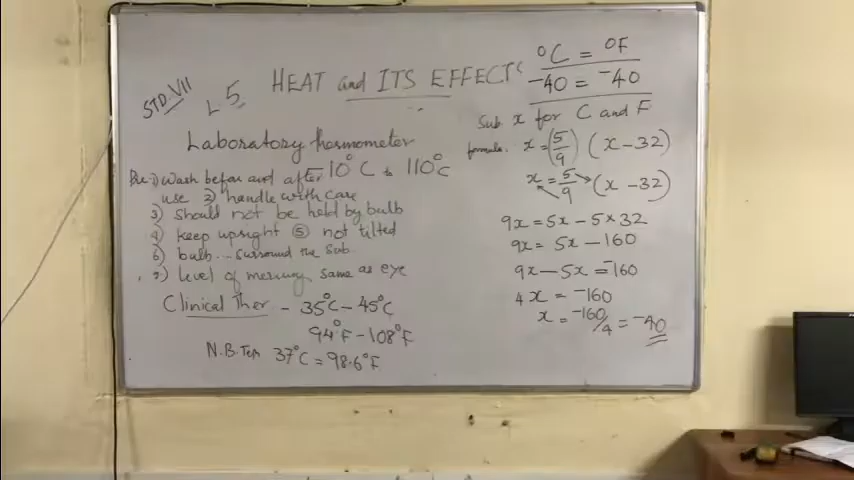 STD.VII
L 5
HEAT and ITS EFFECTS
Laboratory thermometer
-10°C to 110°C
Pre:- 1) Wash before and after
use 2) handle with care
3) should not be held by bulb
4) keep upright 5) not tilted
6) bulb .. surround the sub
7) level of mercury same as eye
Clinical Ther - 35°C - 45°C
94°F - 108°F
N.B.Tem 37°C = 98.6°F
°C = °F
-40 = -40
Sub x for C and F
formula: x = (5/9) (x - 32)
x = 5/9 (x - 32)
9x = 5x - 5 × 32
9x = 5x - 160
9x - 5x = -160
4x = -160
x = -160/4 = -40